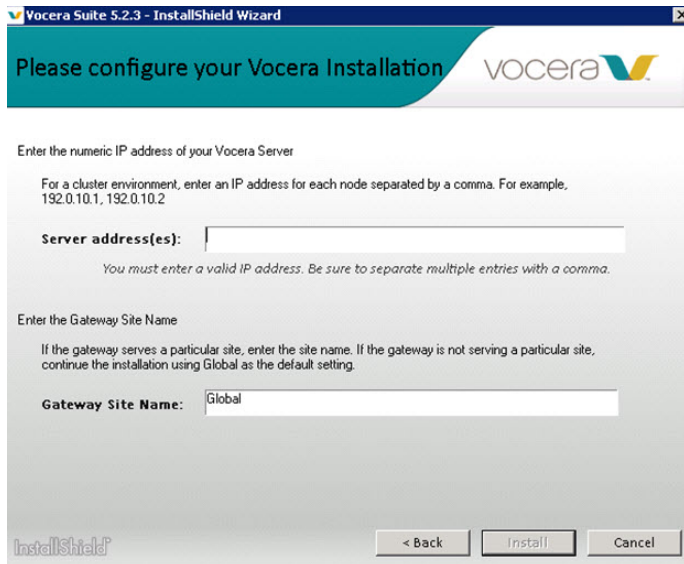 Vocera Suite 5.2.3 - InstallShield Wizard
Please configure your Vocera Installation
vocera
Enter the numeric IP address of your Vocera Server
For a cluster environment, enter an IP address for each node separated by a comma. For example,
192.0.10.1, 192.0.10.2
Server address(es):
You must enter a valid IP address. Be sure to separate multiple entries with a comma.
Enter the Gateway Site Name
If the gateway serves a particular site, enter the site name. If the gateway is not serving a particular site,
continue the installation using Global as the default setting.
Gateway Site Name: Global
InstallShield
< Back Install Cancel